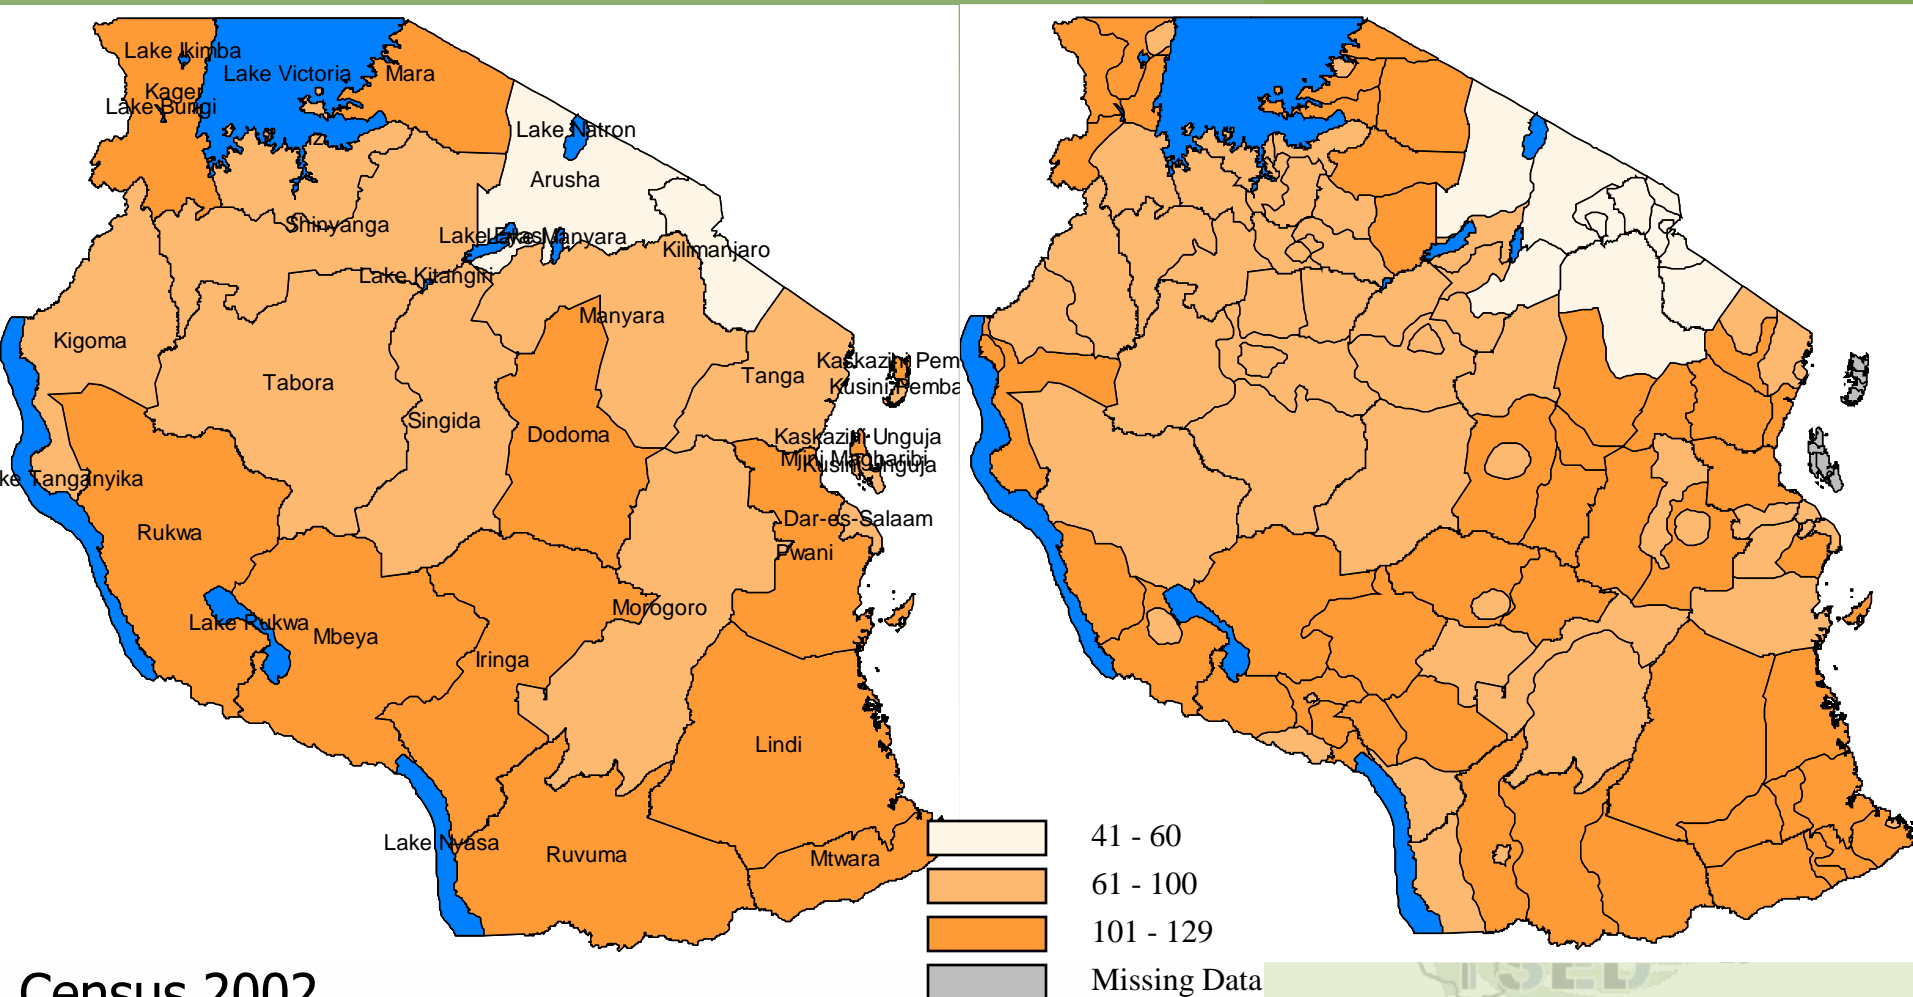 Lake Ikimba
Lake Victoria
Mara
Kager
Lake Burigi
Lake Natron
Arusha
Shinyanga
Lake Eyasi
Lake Manyara
Kilimanjaro
Lake Kitangiri
Manyara
Kigoma
Tabora
Tanga
Kaskazini Pem
Kusini Pemba
Singida
Dodoma
Kaskazini Unguja
Mjini Magharibi
Kusini Unguja
ke Tanganyika
Dar-es-Salaam
Rukwa
Pwani
Morogoro
Lake Rukwa
Mbeya
Iringa
Lindi
Lake Nyasa
Ruvuma
Mtwara
41 - 60
61 - 100
101 - 129
Missing Data
Census 2002